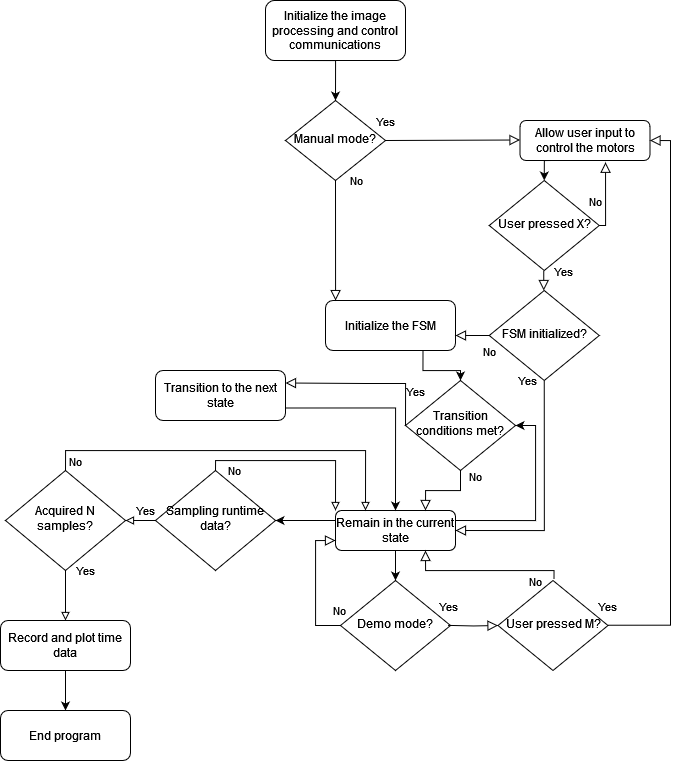 Initialize the image
processing and control
communications
Manual mode?
Yes
No
Allow user input to
control the motors
User pressed X?
No
Yes
Initialize the FSM
FSM initialized?
No
Yes
Transition to the next
state
Transition
conditions met?
Yes
No
Remain in the current
state
Sampling runtime
data?
No
Yes
Acquired N
samples?
No
Yes
Demo mode?
No
Yes
User pressed M?
No
Yes
Record and plot time
data
End program